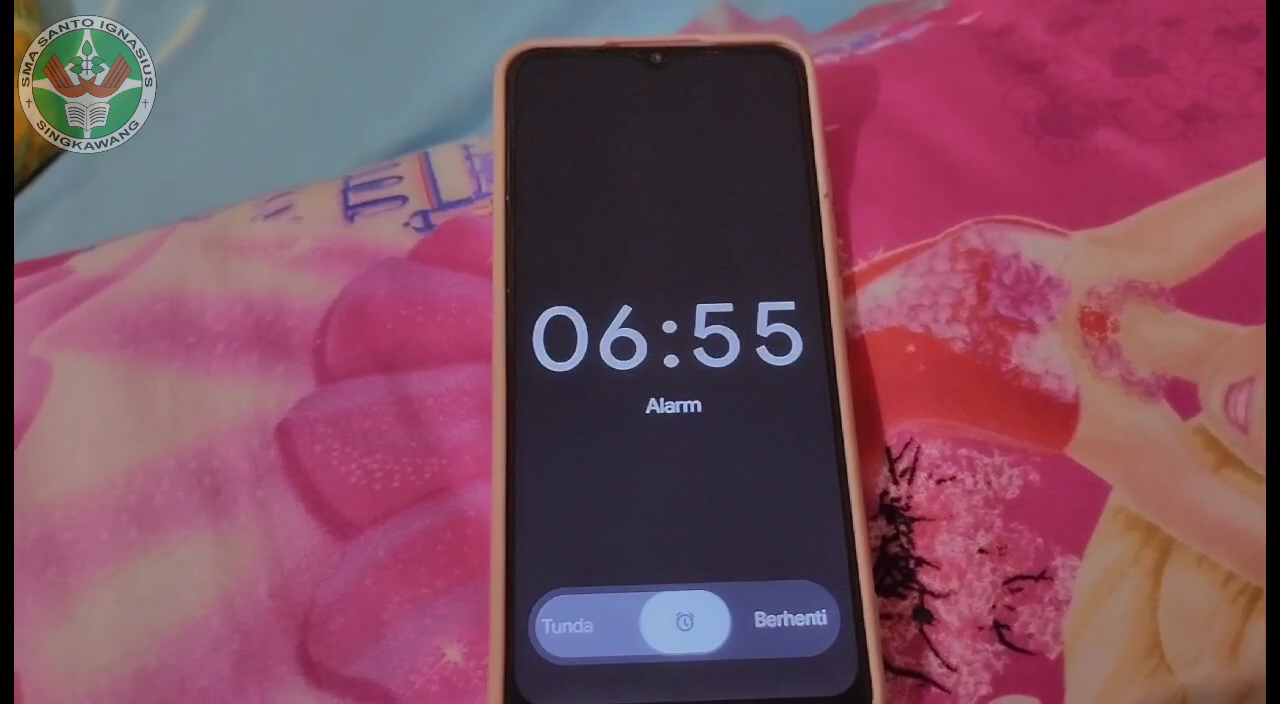 SMA SANTO IGNASIUS
SINGKAWANG
06:55
Alarm
Tunda
Berhenti